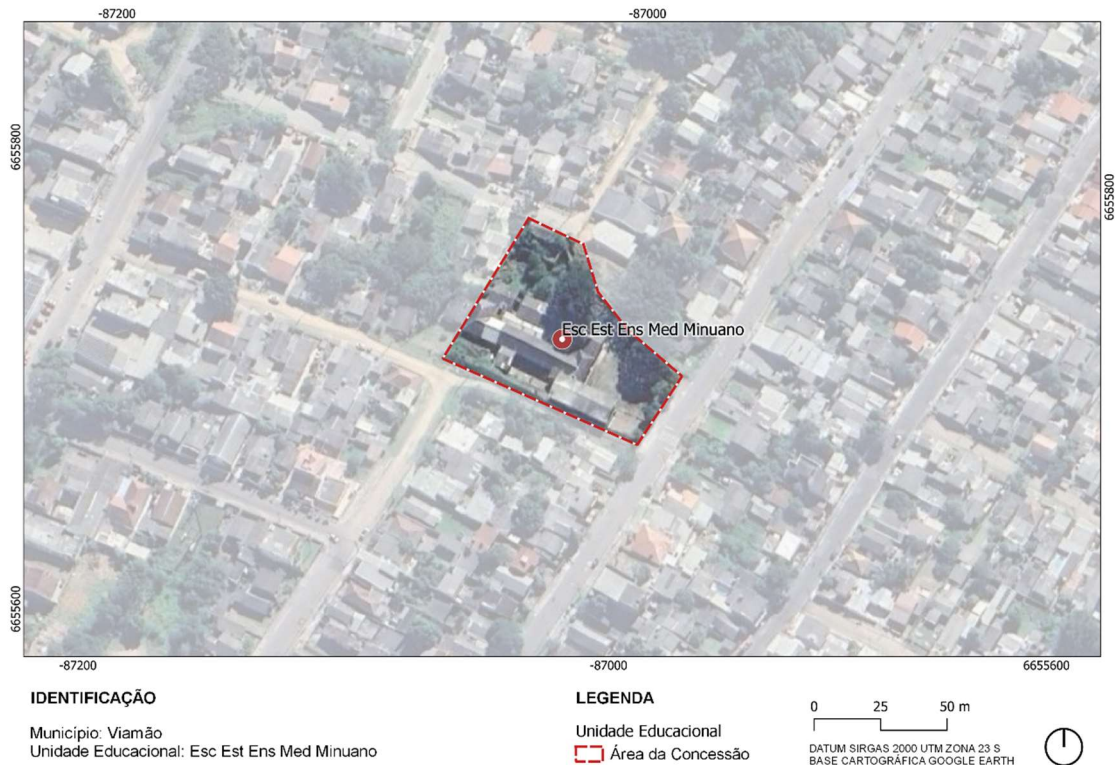 -87200 -87000
6655800
6655800
Esc Est Ens Med Minuano
6655600
-87200 -87000 6655600
IDENTIFICAÇÃO
Município: Viamão
Unidade Educacional: Esc Est Ens Med Minuano
LEGENDA
Unidade Educacional
Área da Concessão
0 25 50 m
DATUM SIRGAS 2000 UTM ZONA 23 S
BASE CARTOGRÁFICA GOOGLE EARTH